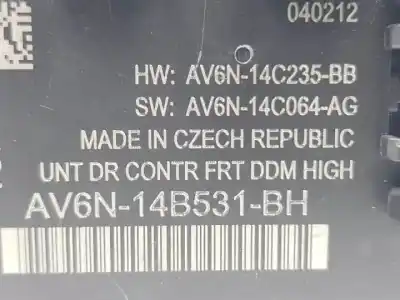 040212
HW: AV6N-14C235-BB
SW: AV6N-14C064-AG
MADE IN CZECH REPUBLIC
UNT DR CONTR FRT DDM HIGH
AV6N-14B531-BH